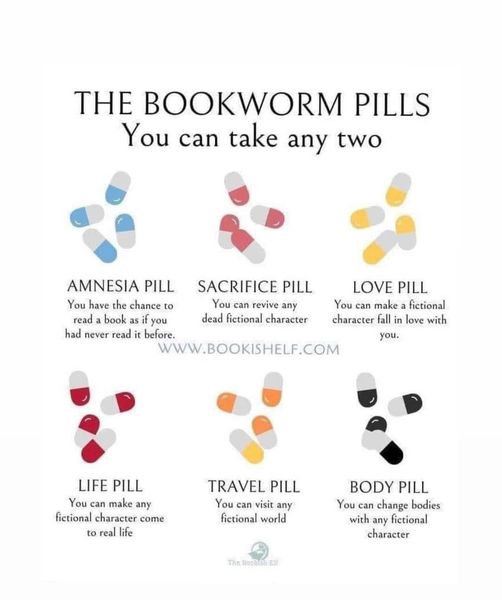 THE BOOKWORM PILLS
You can take any two
AMNESIA PILL
You have the chance to
read a book as if you
had never read it before.
SACRIFICE PILL
You can revive any
dead fictional character
LOVE PILL
You can make a fictional
character fall in love with
you.
WWW.BOOKISHELF.COM
LIFE PILL
You can make any
fictional character come
to real life
TRAVEL PILL
You can visit any
fictional world
BODY PILL
You can change bodies
with any fictional
character
The Bookish Elf